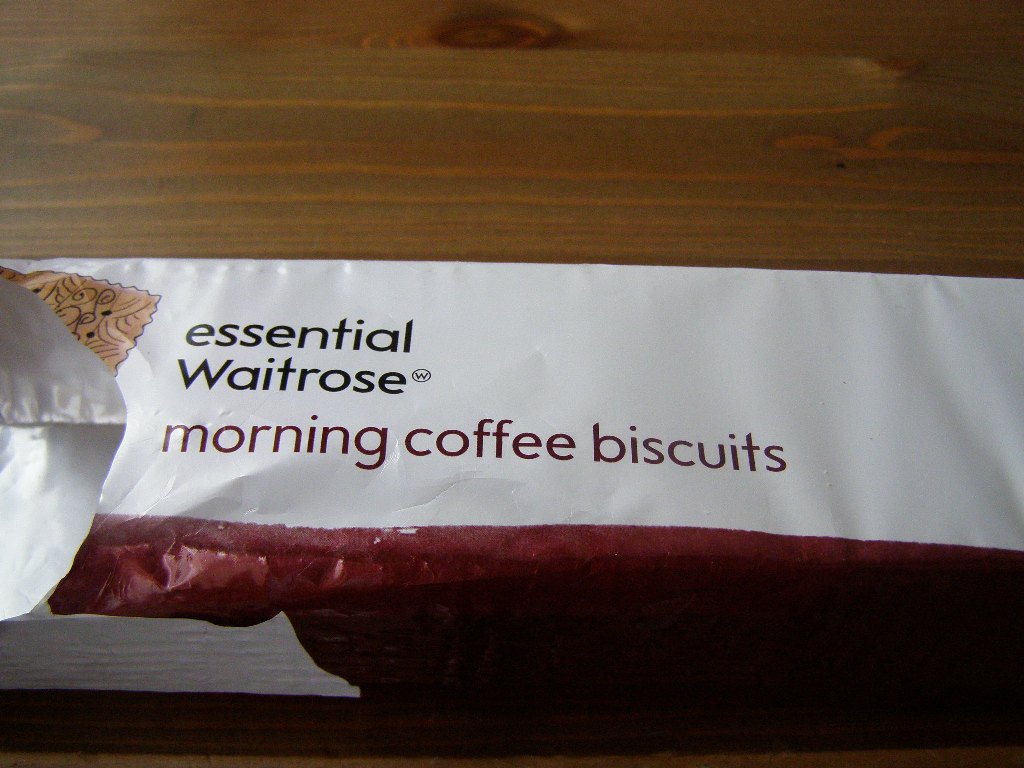 essential
Waitrose Ⓦ
morning coffee biscuits